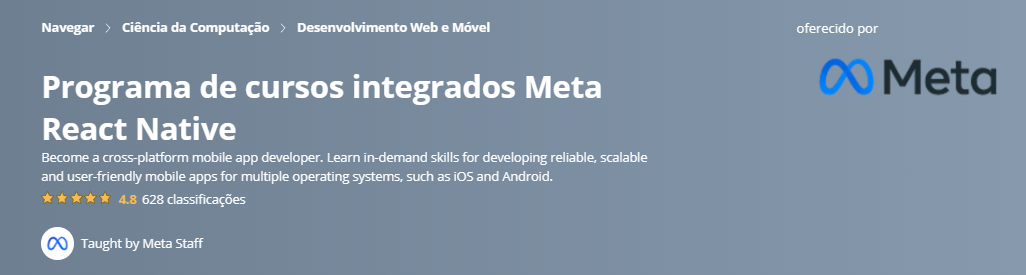 Navegar > Ciência da Computação > Desenvolvimento Web e Móvel
oferecido por
Meta
Programa de cursos integrados Meta
React Native
Become a cross-platform mobile app developer. Learn in-demand skills for developing reliable, scalable
and user-friendly mobile apps for multiple operating systems, such as iOS and Android.
4.8 628 classificações
Taught by Meta Staff